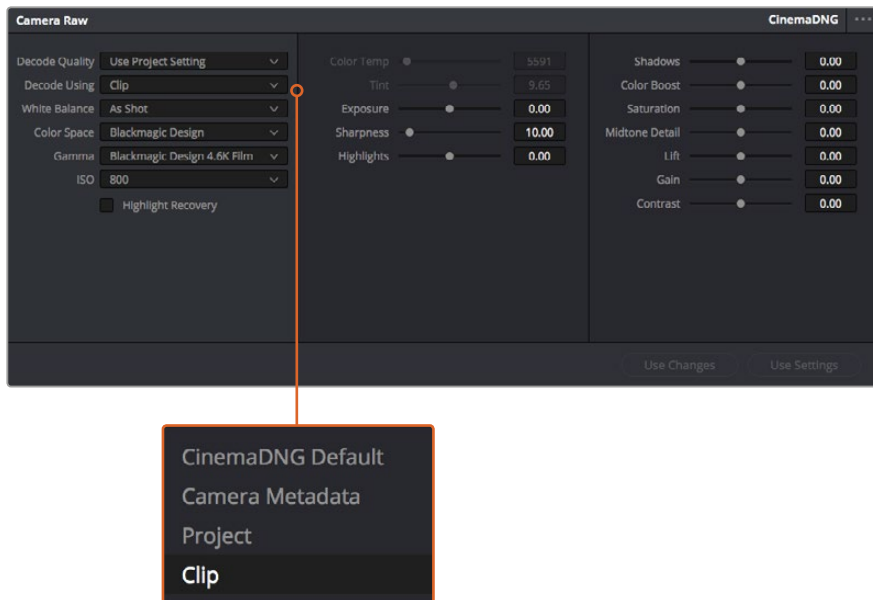 Camera Raw
CinemaDNG
Decode Quality Use Project Setting
Decode Using Clip
White Balance As Shot
Color Space Blackmagic Design
Gamma Blackmagic Design 4.6K Film
ISO 800
Highlight Recovery
Color Temp 5591
Tint 9.65
Exposure 0.00
Sharpness 10.00
Highlights 0.00
Shadows 0.00
Color Boost 0.00
Saturation 0.00
Midtone Detail 0.00
Lift 0.00
Gain 0.00
Contrast 0.00
Use Changes Use Settings
CinemaDNG Default
Camera Metadata
Project
Clip